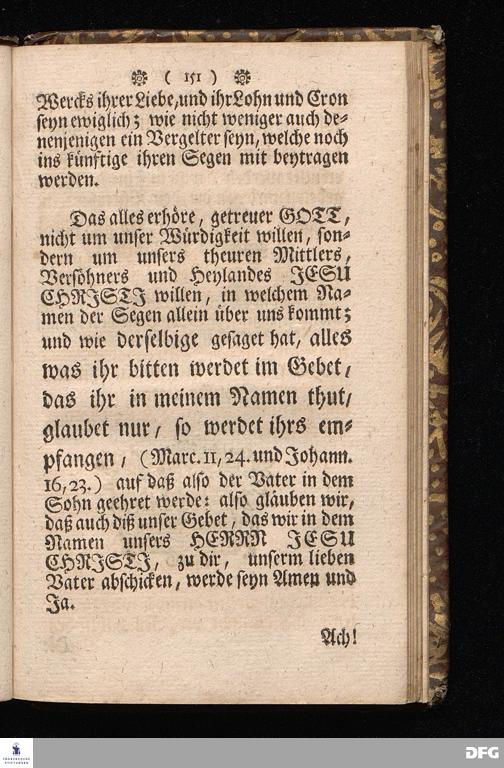 ( 151 )
Wercks ihrer Liebe, und ihr Lohn und Cron
seyn ewiglich; wie nicht weniger auch de-
nenjenigen ein Vergelter seyn, welche noch
ins künftige ihren Segen mit beytragen
werden.
Das alles erhöre, getreuer GOTT,
nicht um unser Würdigkeit willen, son-
dern um unsers theuren Mittlers,
Versöhners und Heylandes JESU
CHRISTI willen, in welchem Na-
men der Segen allein über uns kommt;
und wie derselbige gesaget hat, alles
was ihr bitten werdet im Gebet,
das ihr in meinem Namen thut,
glaubet nur, so werdet ihrs em-
pfangen, (Marc. 11, 24. und Johann.
16, 23.) auf daß also der Vater in dem
Sohn geehret werde: also gläuben wir,
daß auch diß unser Gebet, das wir in dem
Namen unsers HERRN JESU
CHRISTI, zu dir, unserm lieben
Vater abschicken, werde seyn Amen und
Ja.
Ach!
FRANCKESCHE
STIFTUNGEN
DFG